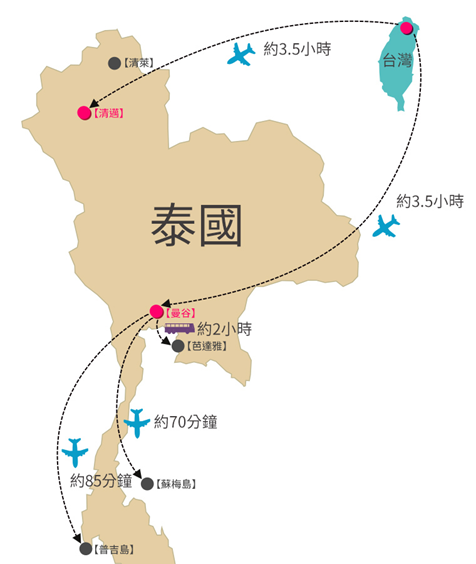 約3.5小時
台灣
【清萊】
【清邁】
約3.5小時
泰國
【曼谷】
約2小時
【芭達雅】
約70分鐘
約85分鐘
【蘇梅島】
【普吉島】